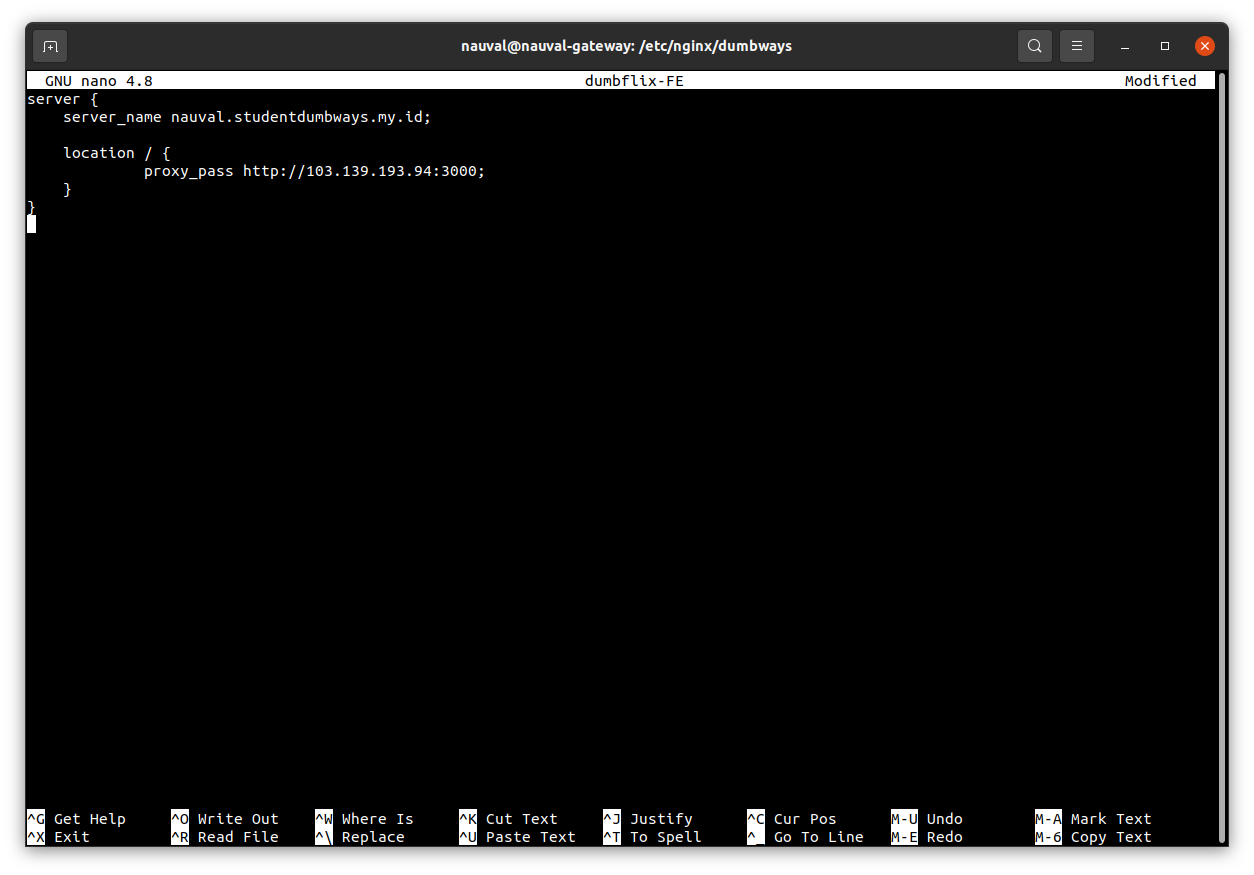 nauval@nauval-gateway: /etc/nginx/dumbways
GNU nano 4.8 dumbflix-FE Modified
server {
    server_name nauval.studentdumbways.my.id;

    location / {
             proxy_pass http://103.139.193.94:3000;
    }
}
^G Get Help ^O Write Out ^W Where Is ^K Cut Text ^J Justify ^C Cur Pos M-U Undo M-A Mark Text
^X Exit ^R Read File ^\ Replace ^U Paste Text ^T To Spell ^_ Go To Line M-E Redo M-6 Copy Text